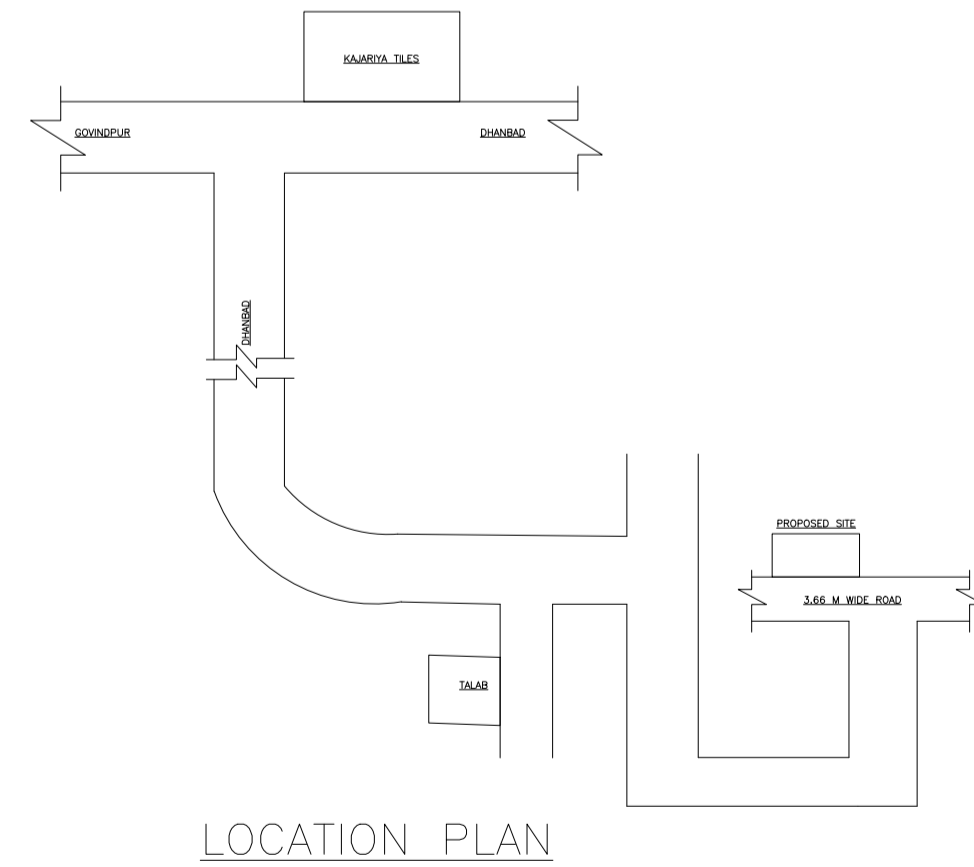 KAJARIYA TILES
GOVINDPUR
DHANBAD
DHANBAD
PROPOSED SITE
3.66 M WIDE ROAD
TALAB
LOCATION PLAN